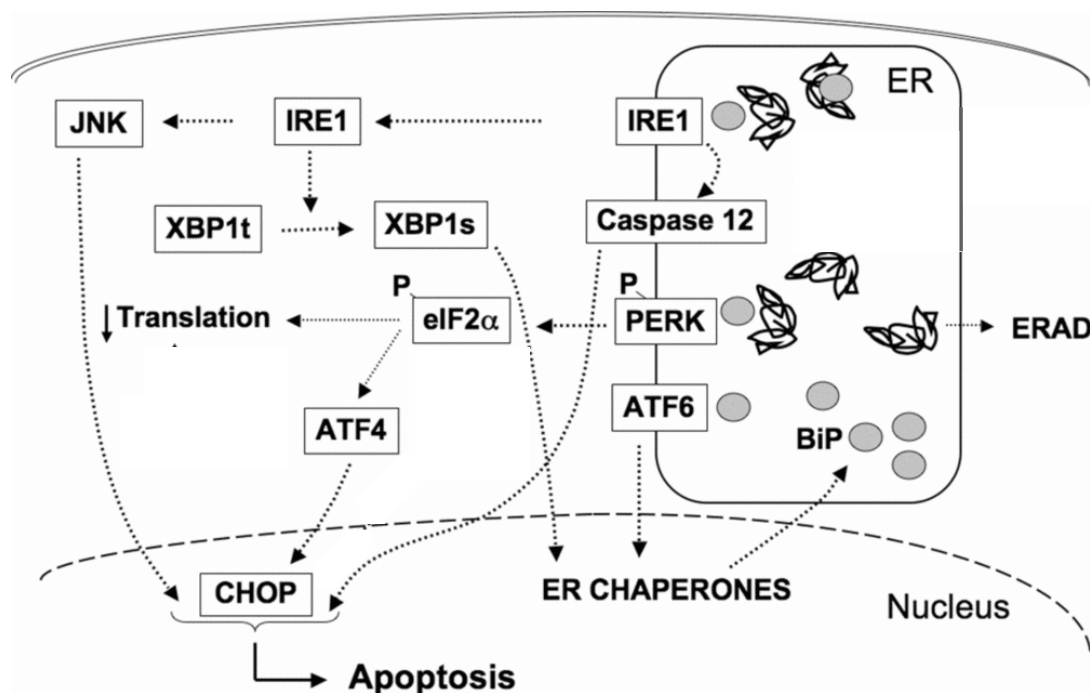 ER
JNK
IRE1
IRE1
XBP1t
XBP1s
Caspase 12
P
eIF2α
Translation
P
PERK
ERAD
ATF4
ATF6
BiP
CHOP
ER CHAPERONES
Nucleus
Apoptosis